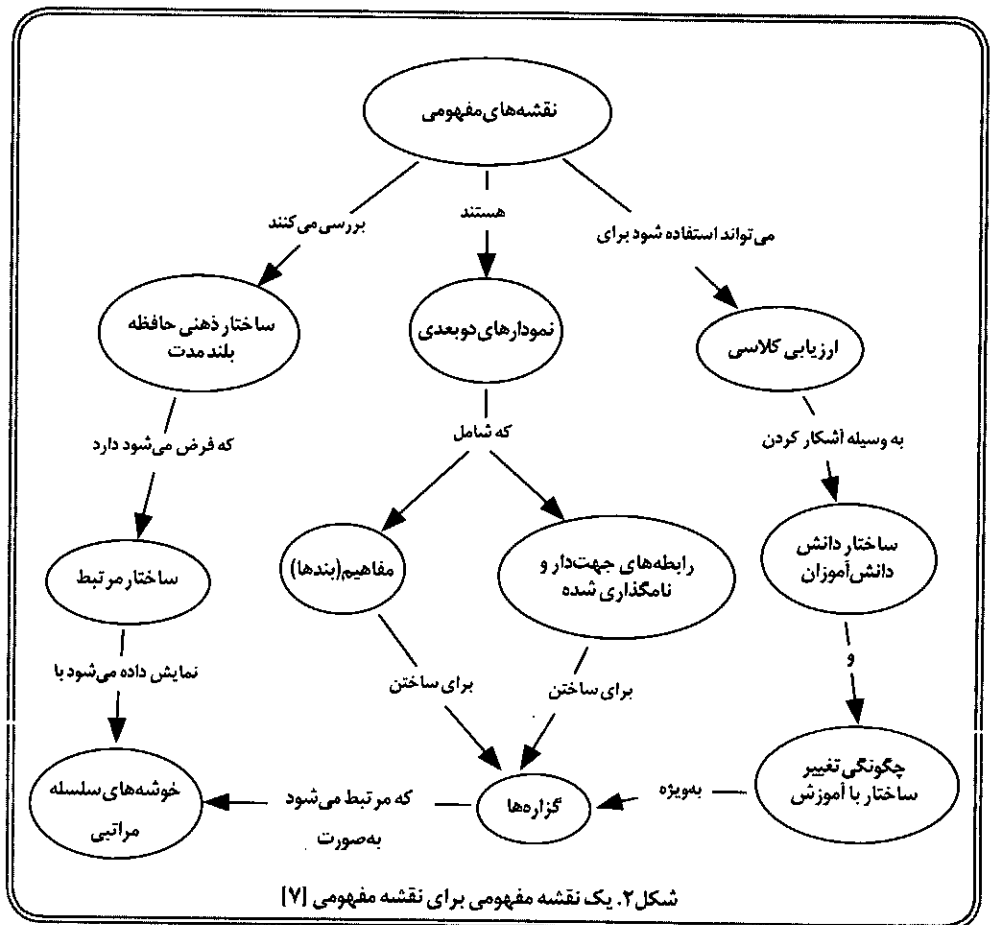 نقشه‌های مفهومی
بررسی می‌کنند
هستند
می‌تواند استفاده شود برای
ساختار ذهنی حافظه
بلند مدت
نمودارهای دوبعدی
ارزیابی کلاسی
که فرض می‌شود دارد
که شامل
به وسیله آشکار کردن
ساختار مرتبط
مفاهیم(بندها)
رابطه‌های جهت‌دار و
نامگذاری شده
ساختار دانش
دانش‌آموزان
نمایش داده می‌شود با
برای ساختن
برای ساختن
و
خوشه‌های سلسله
مراتبی
که مرتبط می‌شود
به‌صورت
گزاره‌ها
به‌ویژه
چگونگی تغییر
ساختار با آموزش
شکل۲. یک نقشه مفهومی برای نقشه مفهومی [۷]